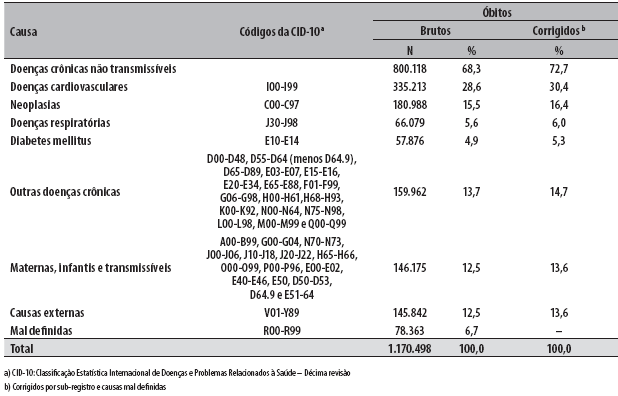 Causa Códigos da CID-10ª Óbitos
Brutos Corrigidos b
N % %
Doenças crônicas não transmissíveis 800.118 68,3 72,7
Doenças cardiovasculares I00-I99 335.213 28,6 30,4
Neoplasias C00-C97 180.988 15,5 16,4
Doenças respiratórias J30-J98 66.079 5,6 6,0
Diabetes mellitus E10-E14 57.876 4,9 5,3
Outras doenças crônicas D00-D48, D55-D64 (menos D64.9),
D65-D89, E03-E07, E15-E16,
E20-E34, E65-E88, F01-F99,
G06-G98, H00-H61,H68-H93,
K00-K92, N00-N64, N75-N98,
L00-L98, M00-M99 e Q00-Q99
159.962 13,7 14,7
Maternas, infantis e transmissíveis A00-B99, G00-G04, N70-N73,
J00-J06, J10-J18, J20-J22, H65-H66,
O00-O99, P00-P96, E00-E02,
E40-E46, E50, D50-D53,
D64.9 e E51-64
146.175 12,5 13,6
Causas externas V01-Y89 145.842 12,5 13,6
Mal definidas R00-R99 78.363 6,7 –
Total 1.170.498 100,0 100,0
a) CID-10: Classificação Estatística Internacional de Doenças e Problemas Relacionados à Saúde – Décima revisão
b) Corrigidos por sub-registro e causas mal definidas